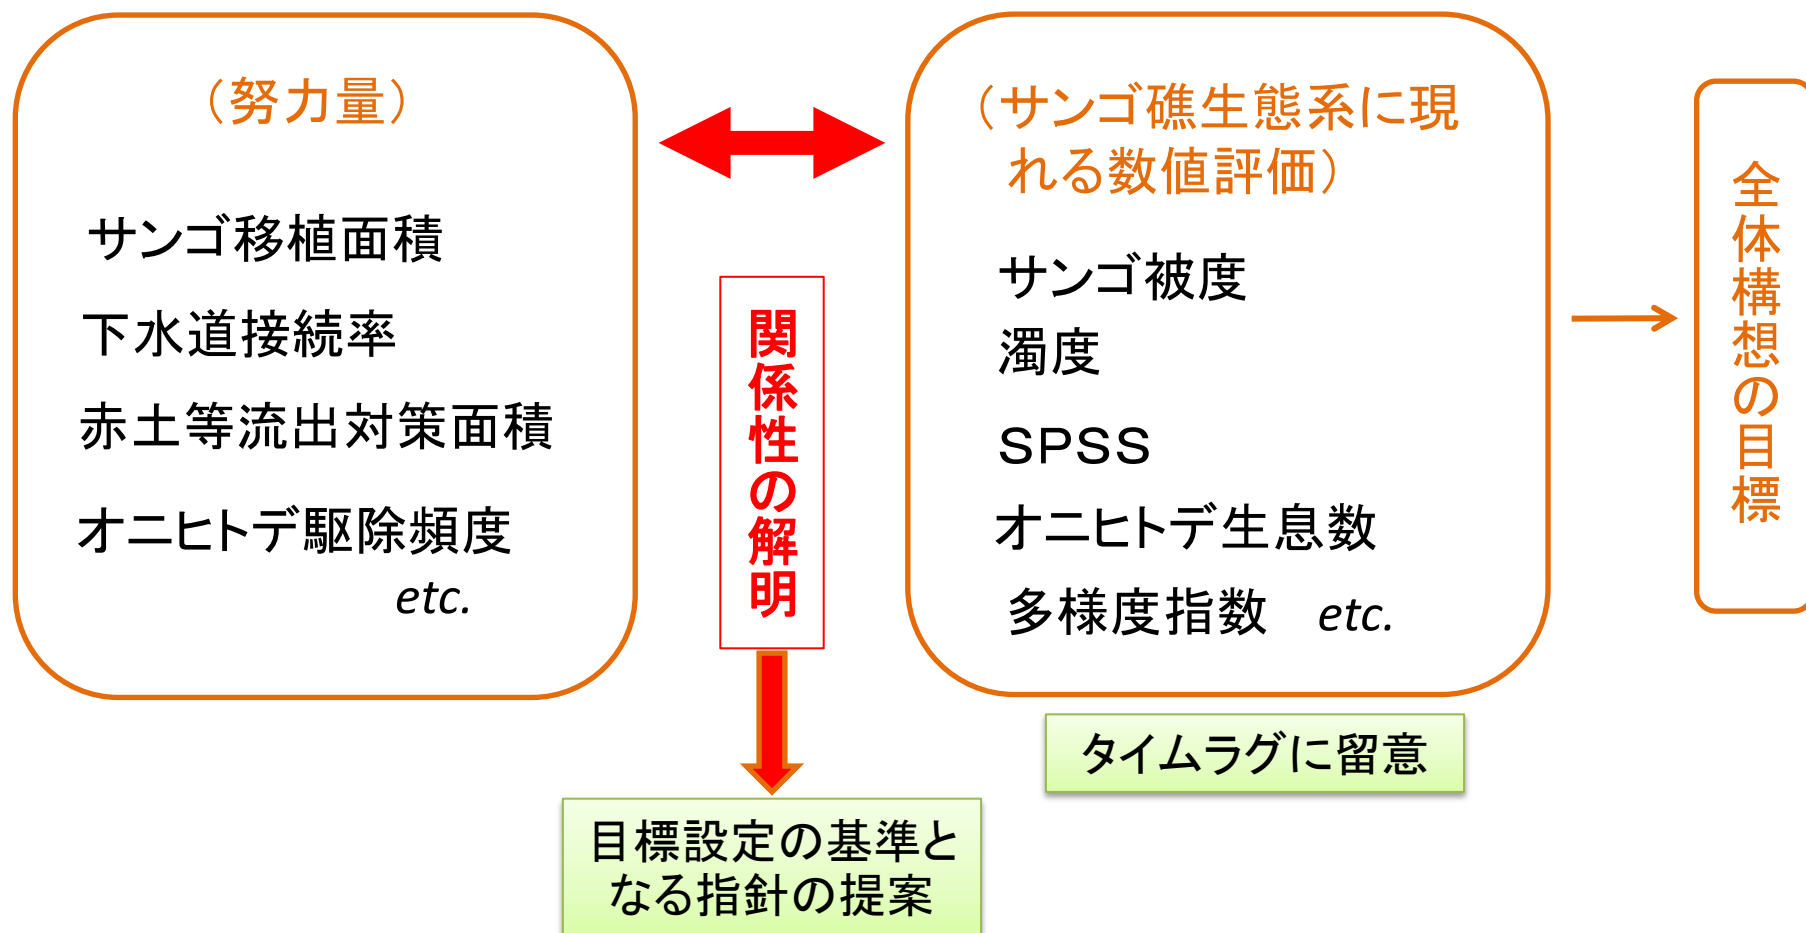 （努力量）
サンゴ移植面積
下水道接続率
赤土等流出対策面積
オニヒトデ駆除頻度
etc.
関係性の解明
（サンゴ礁生態系に現
れる数値評価）
サンゴ被度
濁度
ＳＰＳＳ
オニヒトデ生息数
多様度指数　etc.
全体構想の目標
タイムラグに留意
目標設定の基準と
なる指針の提案